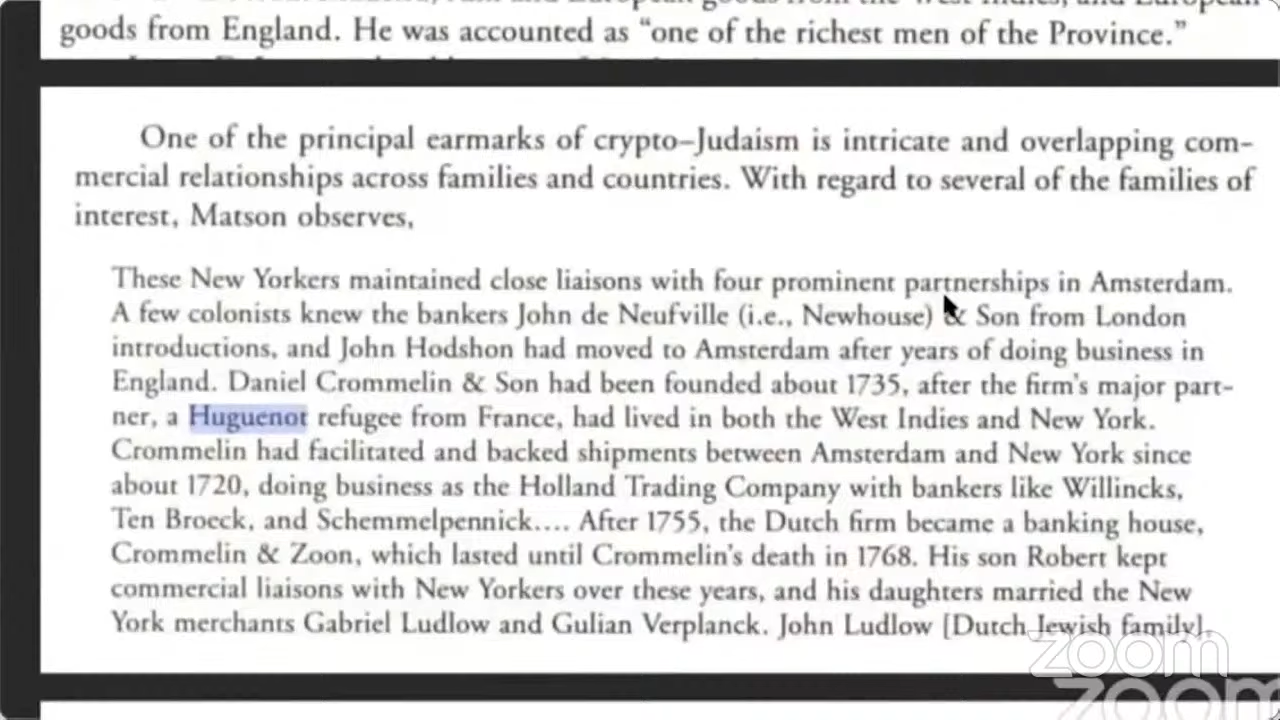 goods from England. He was accounted as “one of the richest men of the Province.”
One of the principal earmarks of crypto–Judaism is intricate and overlapping com-
mercial relationships across families and countries. With regard to several of the families of
interest, Matson observes,
These New Yorkers maintained close liaisons with four prominent partnerships in Amsterdam.
A few colonists knew the bankers John de Neufville (i.e., Newhouse) & Son from London
introductions, and John Hodshon had moved to Amsterdam after years of doing business in
England. Daniel Crommelin & Son had been founded about 1735, after the firm's major part-
ner, a Huguenot refugee from France, had lived in both the West Indies and New York.
Crommelin had facilitated and backed shipments between Amsterdam and New York since
about 1720, doing business as the Holland Trading Company with bankers like Willincks,
Ten Broeck, and Schemmelpennick.... After 1755, the Dutch firm became a banking house,
Crommelin & Zoon, which lasted until Crommelin's death in 1768. His son Robert kept
commercial liaisons with New Yorkers over these years, and his daughters married the New
York merchants Gabriel Ludlow and Gulian Verplanck. John Ludlow [Dutch Jewish family],
zoom
zoom